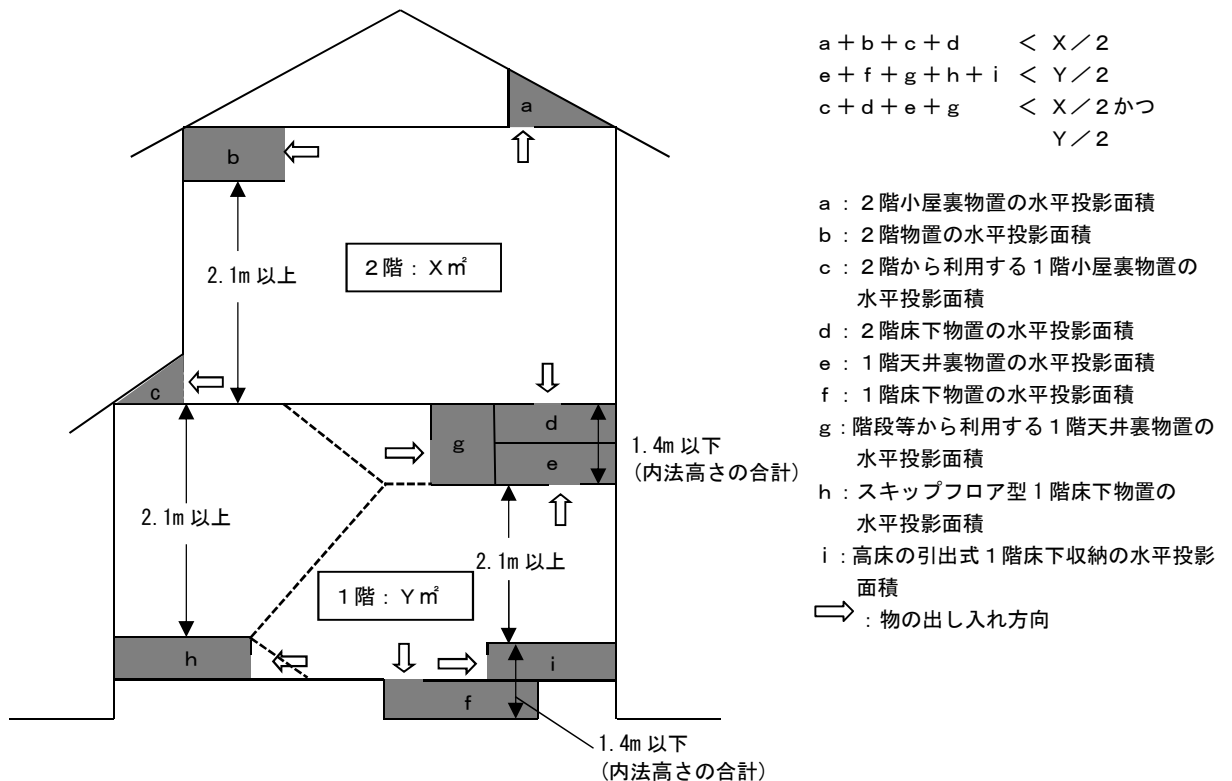 a
b
2.1m 以上
2階：X㎡
c
d
g
e
1.4m 以下
(内法高さの合計)
2.1m 以上
2.1m 以上
1階：Y㎡
h
i
f
1.4m 以下
(内法高さの合計)
a＋b＋c＋d　　＜ X／2
e＋f＋g＋h＋i ＜ Y／2
c＋d＋e＋g　　＜ X／2かつ
Y／2
a：2階小屋裏物置の水平投影面積
b：2階物置の水平投影面積
c：2階から利用する1階小屋裏物置の
水平投影面積
d：2階床下物置の水平投影面積
e：1階天井裏物置の水平投影面積
f：1階床下物置の水平投影面積
g：階段等から利用する1階天井裏物置の
水平投影面積
h：スキップフロア型1階床下物置の
水平投影面積
i：高床の引出式1階床下収納の水平投影
面積
：物の出し入れ方向